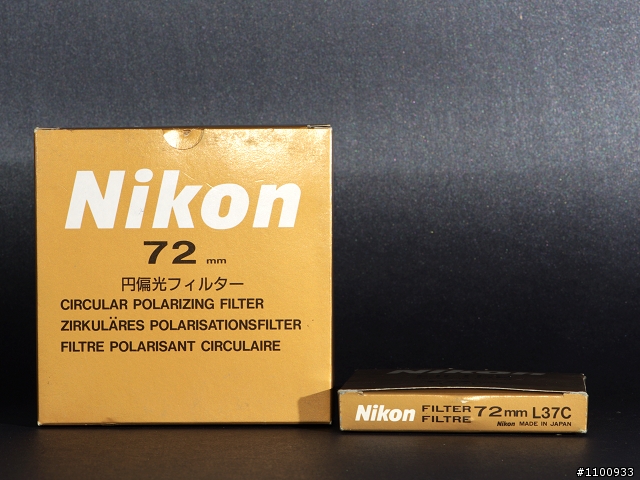 Nikon
72 mm
円偏光フィルター
CIRCULAR POLARIZING FILTER
ZIRKULÄRES POLARISATIONSFILTER
FILTRE POLARISANT CIRCULAIRE
Nikon
Nikon FILTER FILTRE 72mm L37C
Nikon MADE IN JAPAN
#1100933